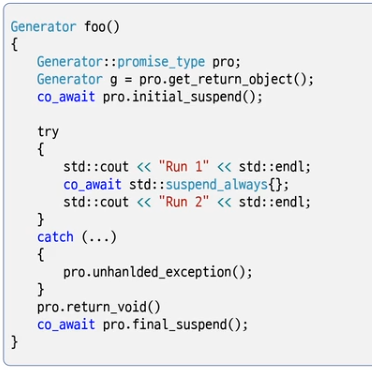 Generator foo()
{
Generator::promise_type pro;
Generator g = pro.get_return_object();
co_await pro.initial_suspend();
try
{
std::cout << "Run 1" << std::endl;
co_await std::suspend_always{};
std::cout << "Run 2" << std::endl;
}
catch (...)
{
pro.unhanlded_exception();
}
pro.return_void()
co_await pro.final_suspend();
}